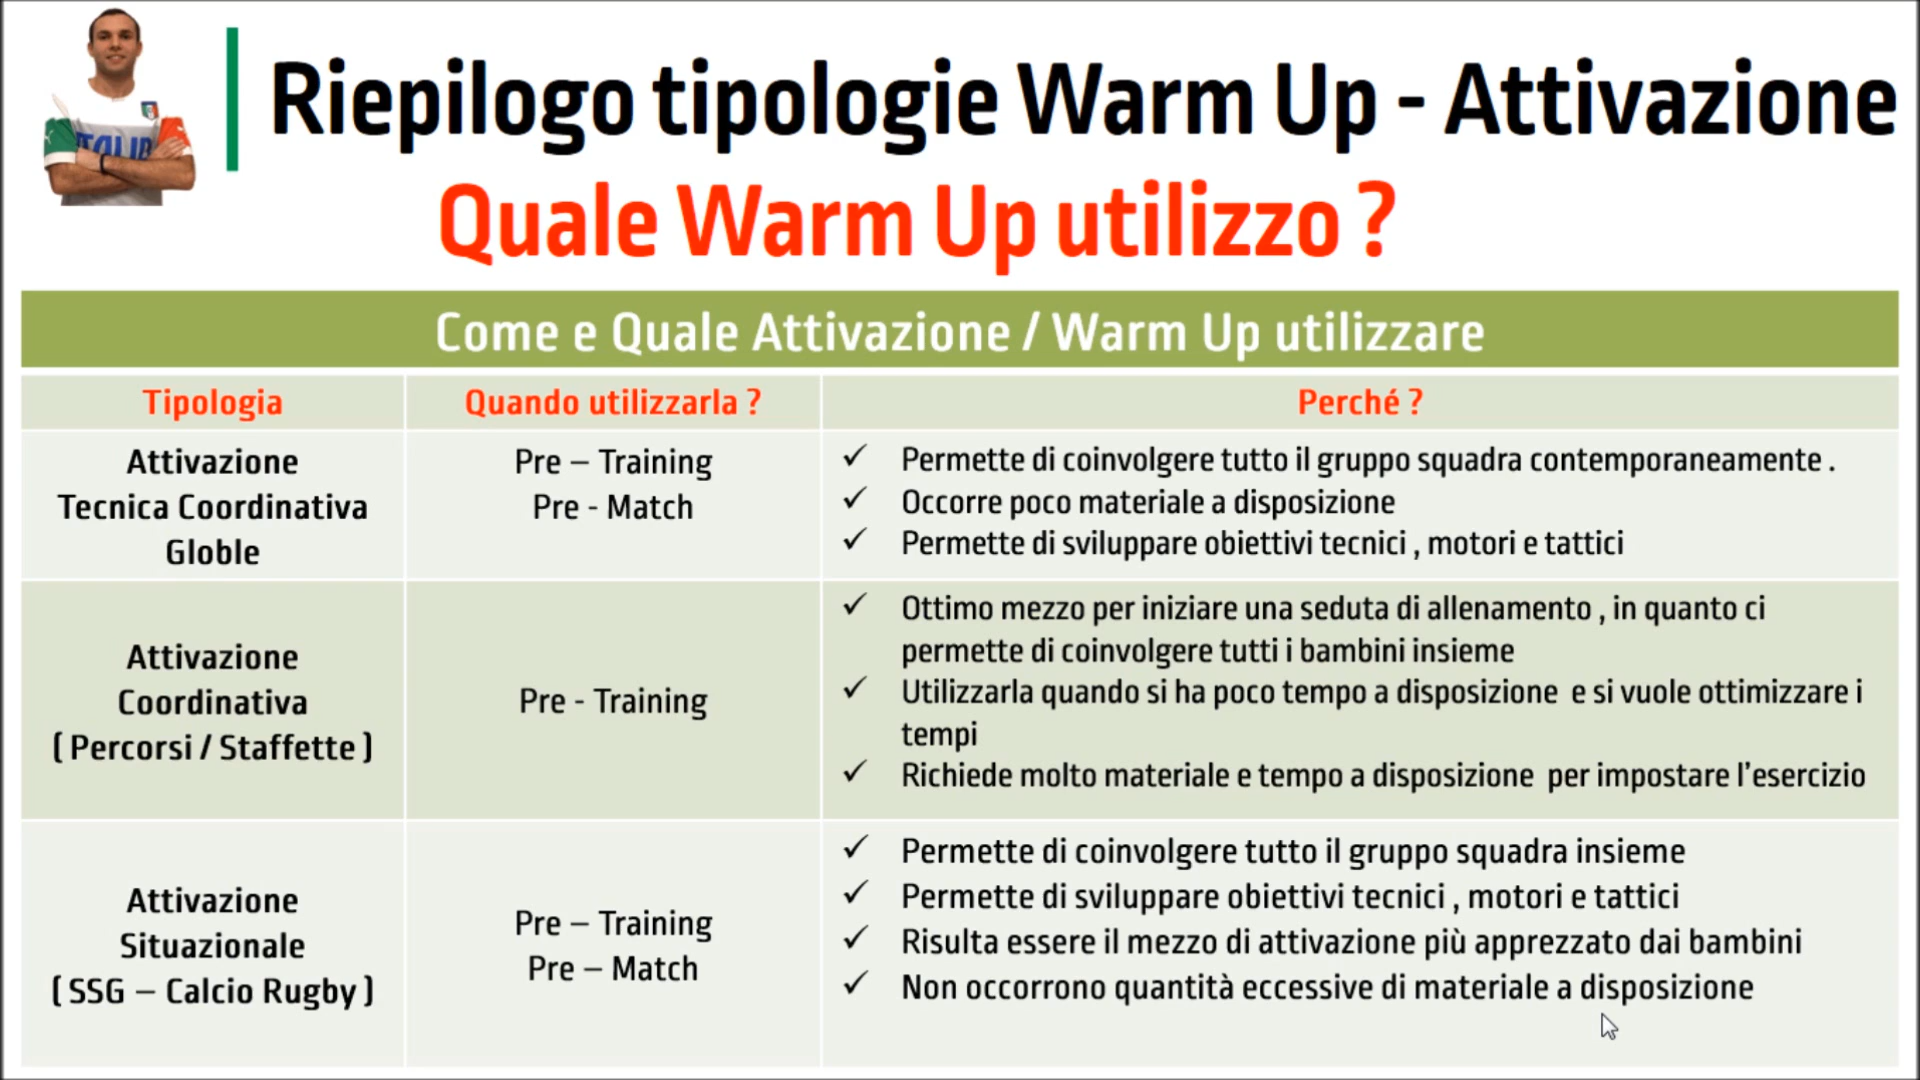 Riepilogo tipologie Warm Up - Attivazione
Quale Warm Up utilizzo ?
ITALIA
Come e Quale Attivazione / Warm Up utilizzare
Tipologia
Quando utilizzarla ?
Perché ?
Attivazione
Tecnica Coordinativa
Globle
Pre – Training
Pre - Match
✓ Permette di coinvolgere tutto il gruppo squadra contemporaneamente .
✓ Occorre poco materiale a disposizione
✓ Permette di sviluppare obiettivi tecnici , motori e tattici
Attivazione
Coordinativa
( Percorsi / Staffette )
Pre - Training
✓ Ottimo mezzo per iniziare una seduta di allenamento , in quanto ci
permette di coinvolgere tutti i bambini insieme
✓ Utilizzarla quando si ha poco tempo a disposizione e si vuole ottimizzare i
tempi
✓ Richiede molto materiale e tempo a disposizione per impostare l'esercizio
Attivazione
Situazionale
( SSG – Calcio Rugby )
Pre – Training
Pre – Match
✓ Permette di coinvolgere tutto il gruppo squadra insieme
✓ Permette di sviluppare obiettivi tecnici , motori e tattici
✓ Risulta essere il mezzo di attivazione più apprezzato dai bambini
✓ Non occorrono quantità eccessive di materiale a disposizione